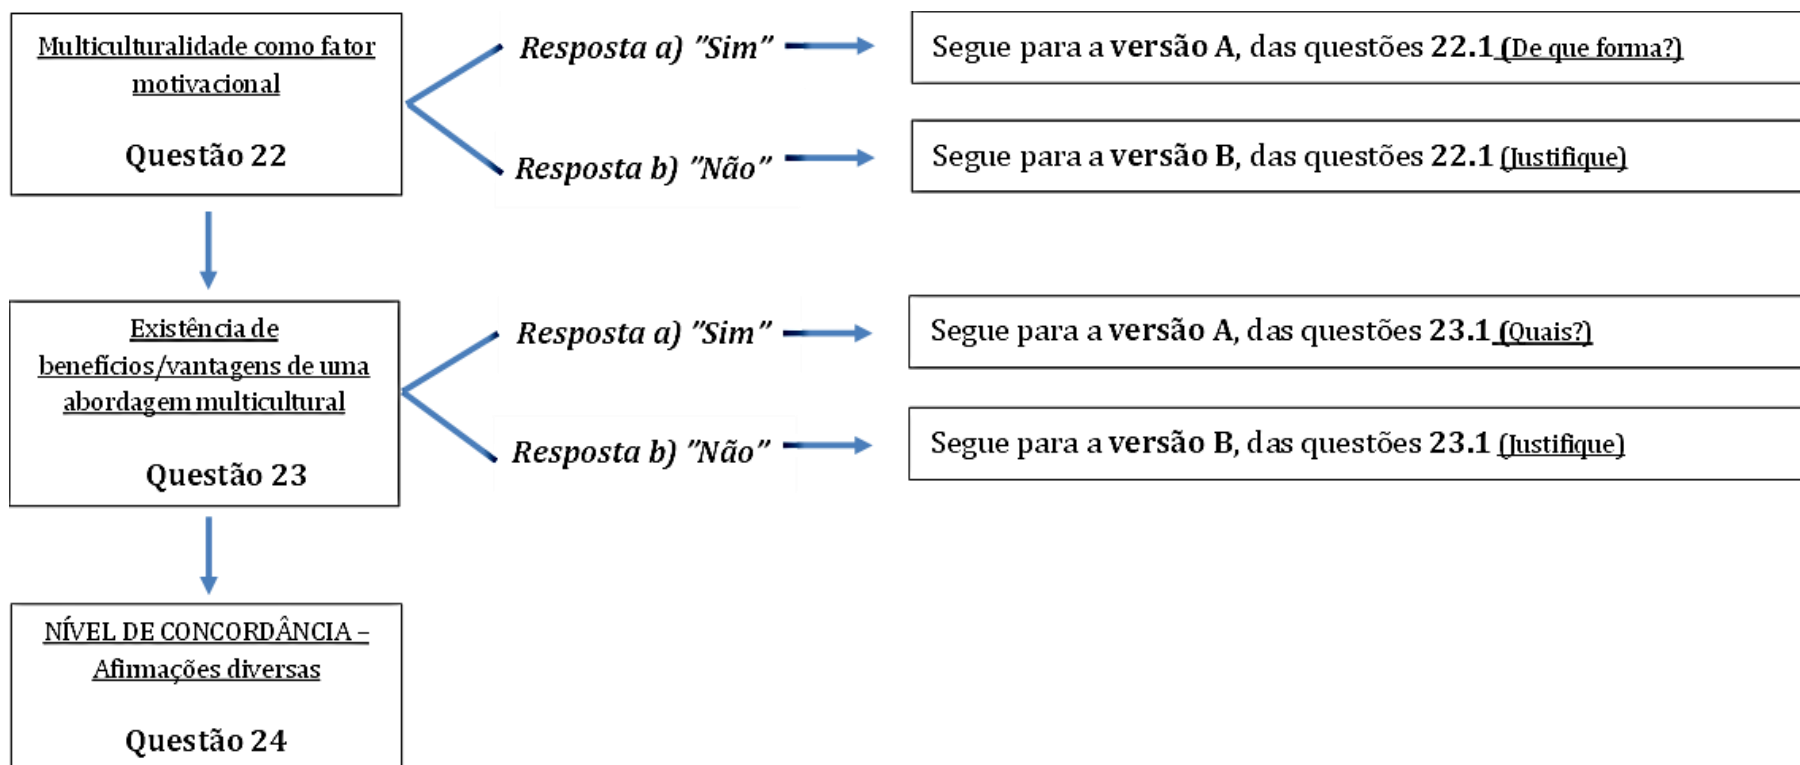 Multiculturalidade como fator
motivacional
Questão 22
Resposta a) "Sim"
Segue para a versão A, das questões 22.1 (De que forma?)
Resposta b) "Não"
Segue para a versão B, das questões 22.1 (Justifique)
Existência de
benefícios/vantagens de uma
abordagem multicultural
Questão 23
Resposta a) "Sim"
Segue para a versão A, das questões 23.1 (Quais?)
Resposta b) "Não"
Segue para a versão B, das questões 23.1 (Justifique)
NÍVEL DE CONCORDÂNCIA –
Afirmações diversas
Questão 24